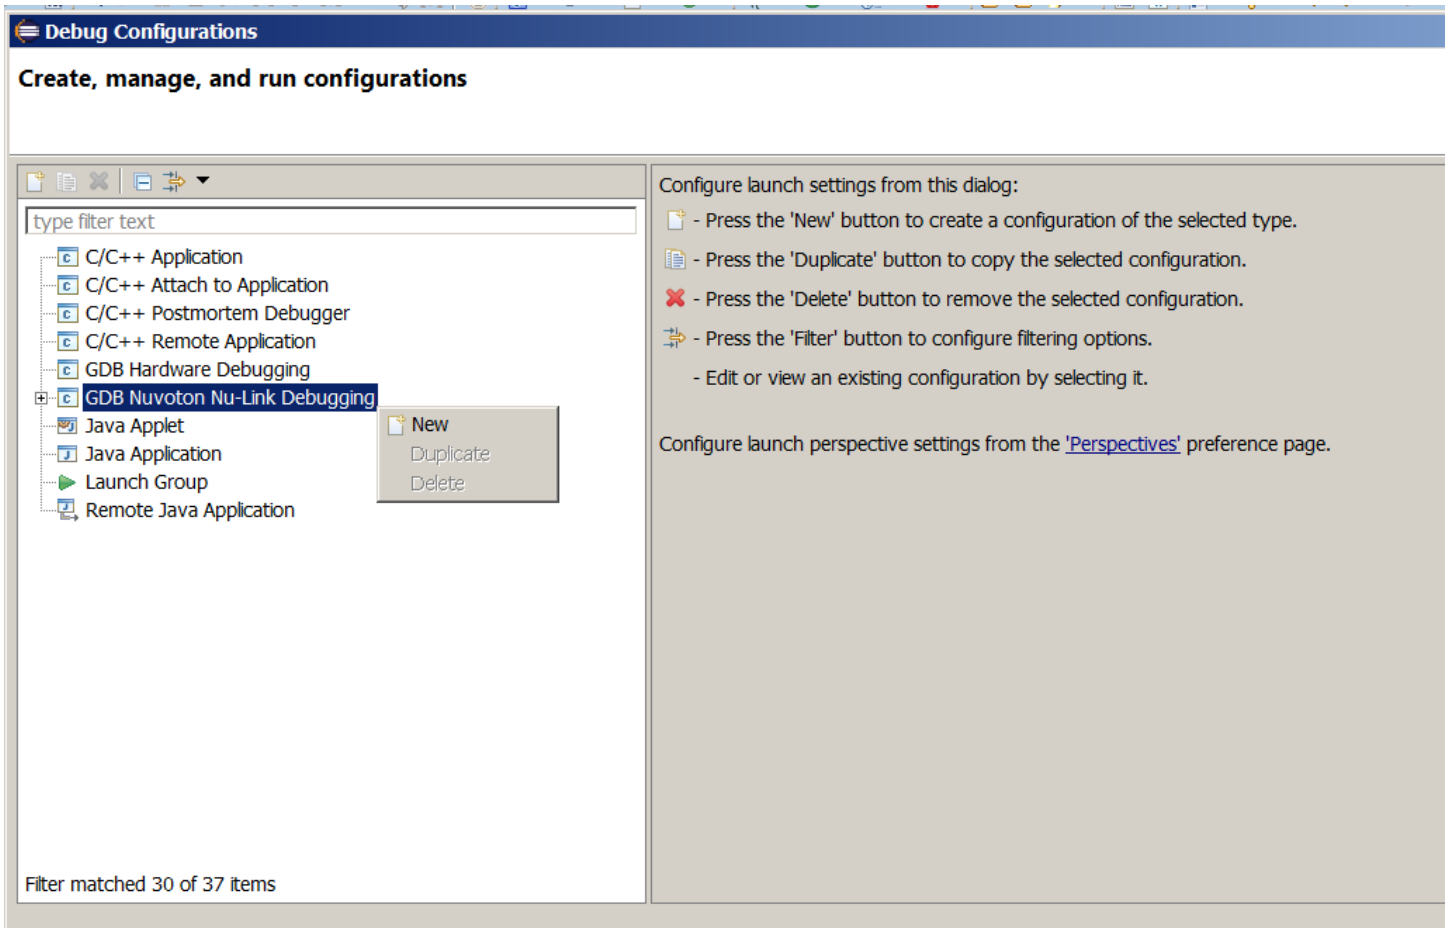 Debug Configurations
Create, manage, and run configurations
type filter text
C/C++ Application
C/C++ Attach to Application
C/C++ Postmortem Debugger
C/C++ Remote Application
GDB Hardware Debugging
GDB Nuvoton Nu-Link Debugging
Java Applet
Java Application
Launch Group
Remote Java Application
New
Duplicate
Delete
Filter matched 30 of 37 items
Configure launch settings from this dialog:
- Press the 'New' button to create a configuration of the selected type.
- Press the 'Duplicate' button to copy the selected configuration.
- Press the 'Delete' button to remove the selected configuration.
- Press the 'Filter' button to configure filtering options.
- Edit or view an existing configuration by selecting it.
Configure launch perspective settings from the 'Perspectives' preference page.